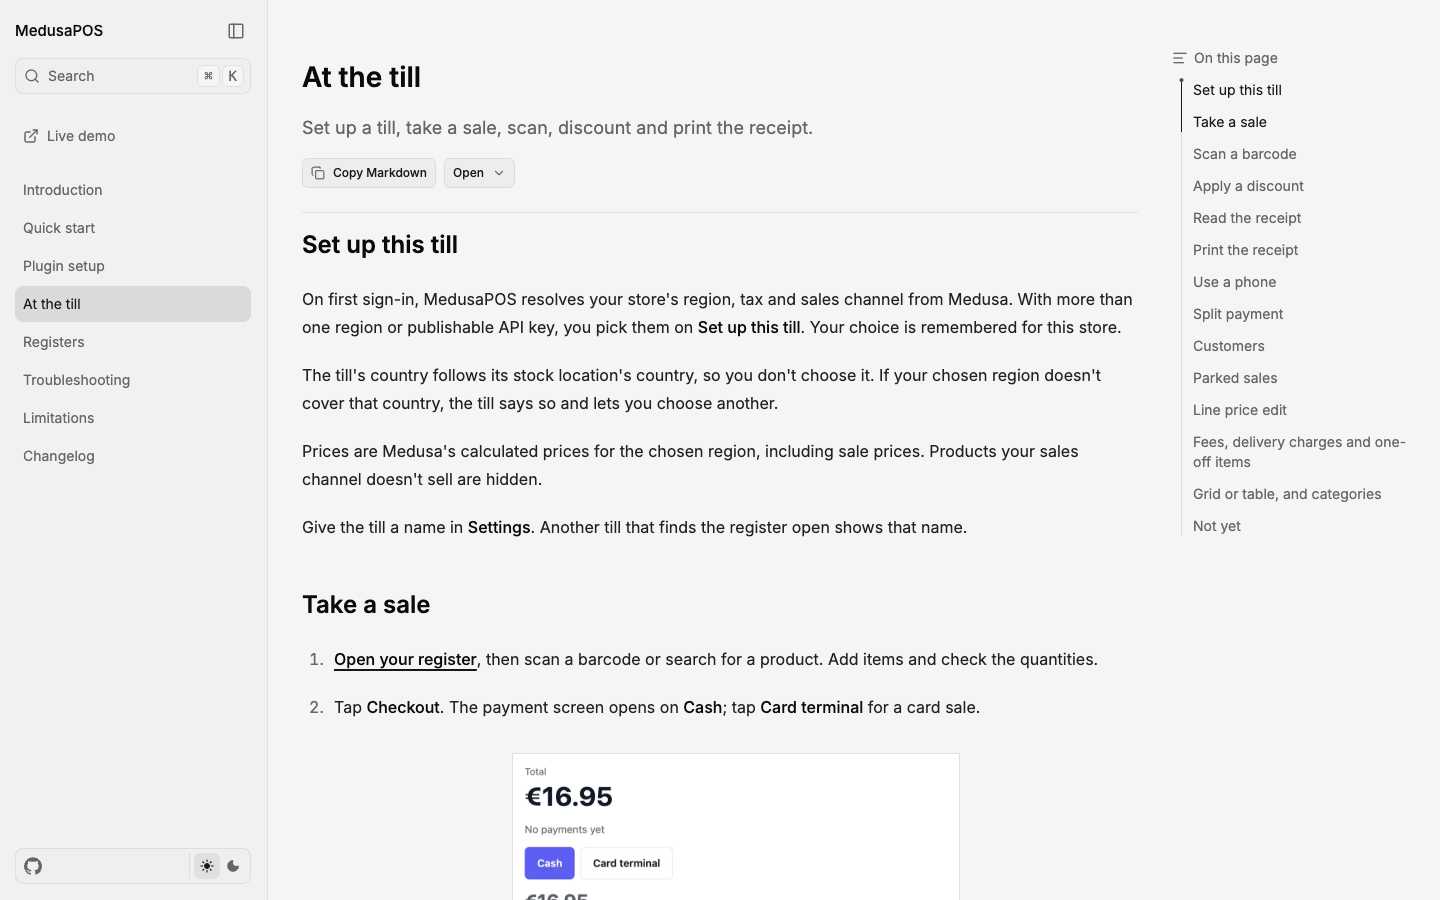 MedusaPOS
Search
⌘ K
Live demo
Introduction
Quick start
Plugin setup
At the till
Registers
Troubleshooting
Limitations
Changelog
At the till
Set up a till, take a sale, scan, discount and print the receipt.
Copy Markdown
Open
Set up this till
On first sign-in, MedusaPOS resolves your store's region, tax and sales channel from Medusa. With more than
one region or publishable API key, you pick them on Set up this till. Your choice is remembered for this store.
The till's country follows its stock location's country, so you don't choose it. If your chosen region doesn't
cover that country, the till says so and lets you choose another.
Prices are Medusa's calculated prices for the chosen region, including sale prices. Products your sales
channel doesn't sell are hidden.
Give the till a name in Settings. Another till that finds the register open shows that name.
Take a sale
1. Open your register, then scan a barcode or search for a product. Add items and check the quantities.
2. Tap Checkout. The payment screen opens on Cash; tap Card terminal for a card sale.
Total
€16.95
No payments yet
Cash
Card terminal
€16.95
On this page
Set up this till
Take a sale
Scan a barcode
Apply a discount
Read the receipt
Print the receipt
Use a phone
Split payment
Customers
Parked sales
Line price edit
Fees, delivery charges and one-
off items
Grid or table, and categories
Not yet